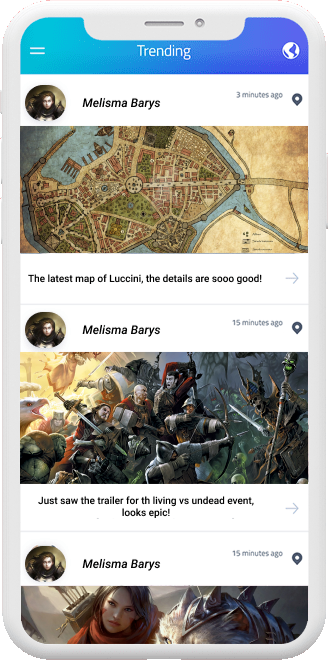 Trending
Melisma Barys
3 minutes ago
The latest map of Luccini, the details are sooo good!
Melisma Barys
15 minutes ago
Just saw the trailer for th living vs undead event,
looks epic!
Melisma Barys
15 minutes ago